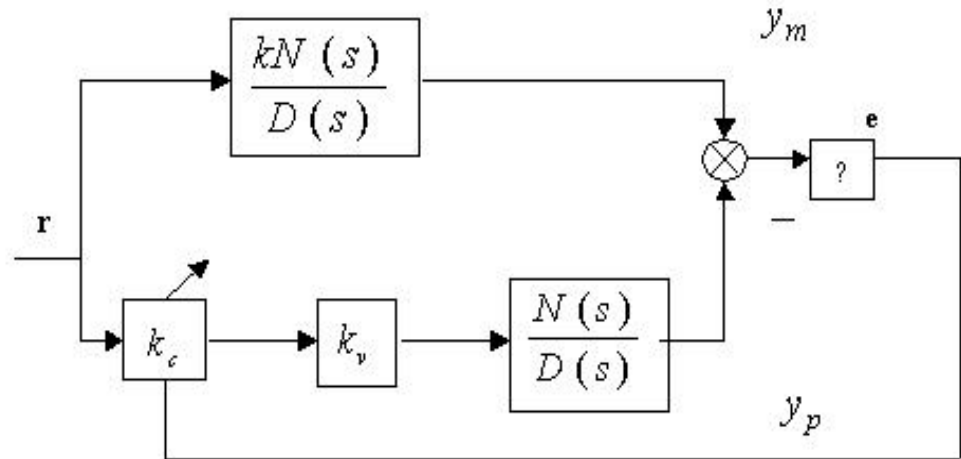 y_m
kN (s)
D (s)
e
?
r
−
k_c
k_v
N (s)
D (s)
y_p